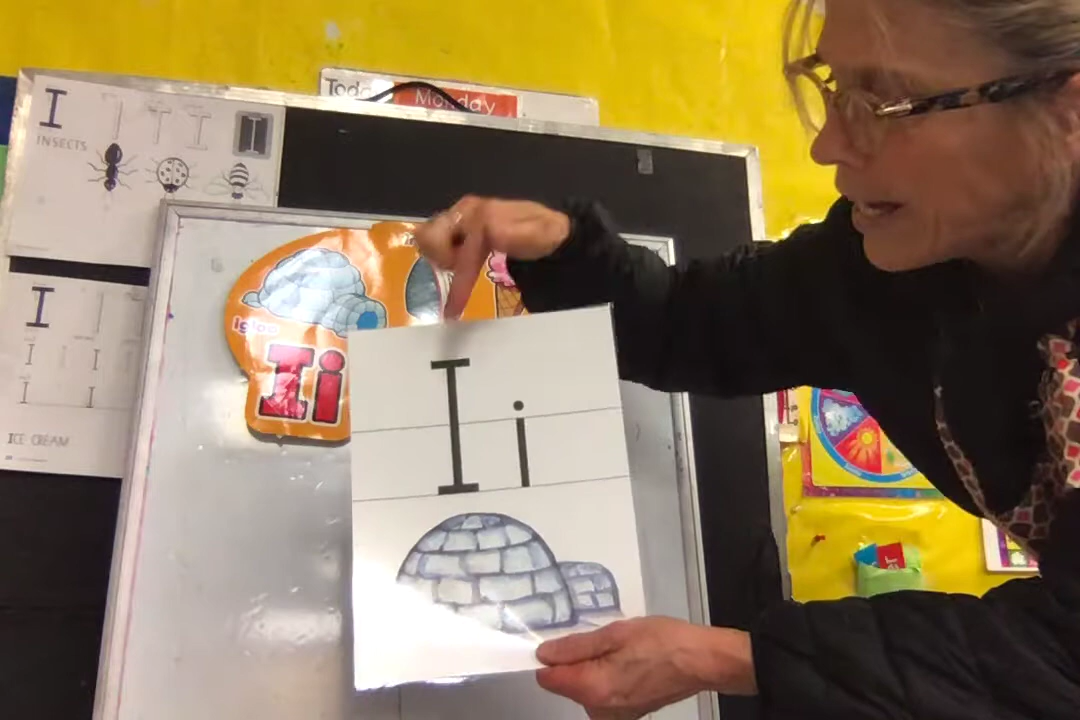 Today
Monday
I I I I I
INSECTS
igloo
Ii
I i
I
ICE CREAM